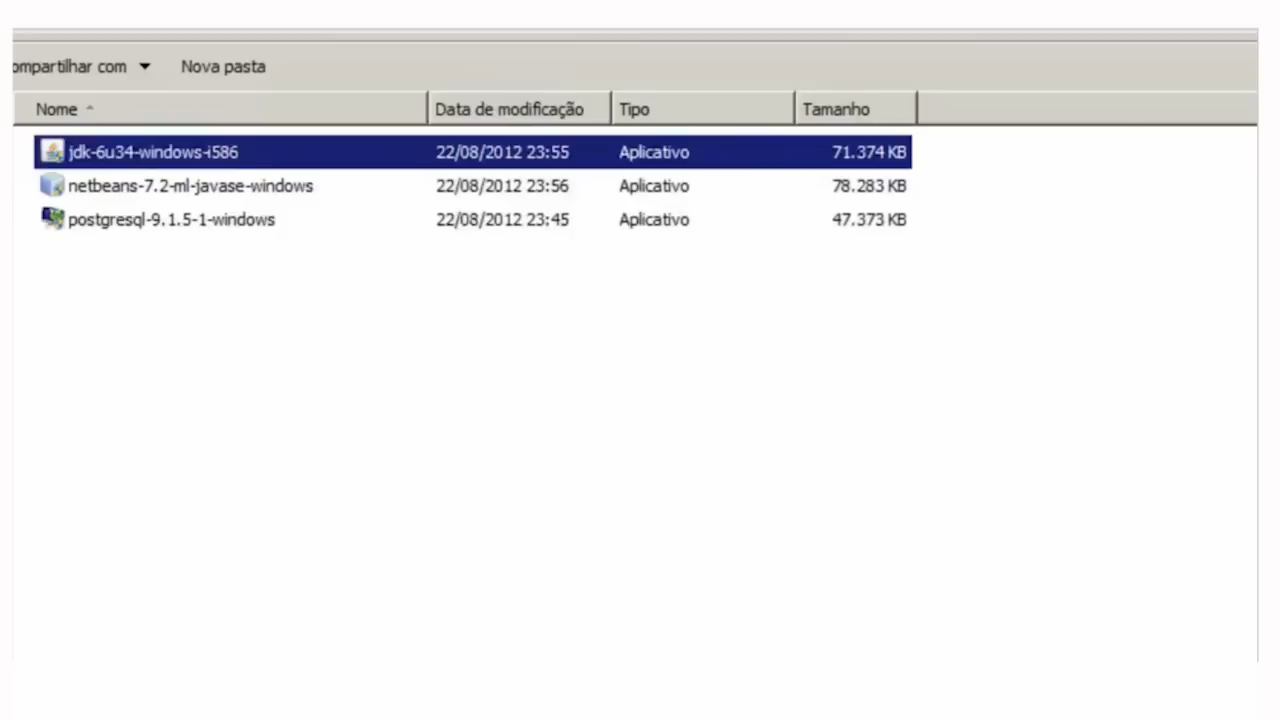 ompartilhar com Nova pasta
Nome Data de modificação Tipo Tamanho
jdk-6u34-windows-i586 22/08/2012 23:55 Aplicativo 71.374 KB
netbeans-7.2-ml-javase-windows 22/08/2012 23:56 Aplicativo 78.283 KB
postgresql-9.1.5-1-windows 22/08/2012 23:45 Aplicativo 47.373 KB